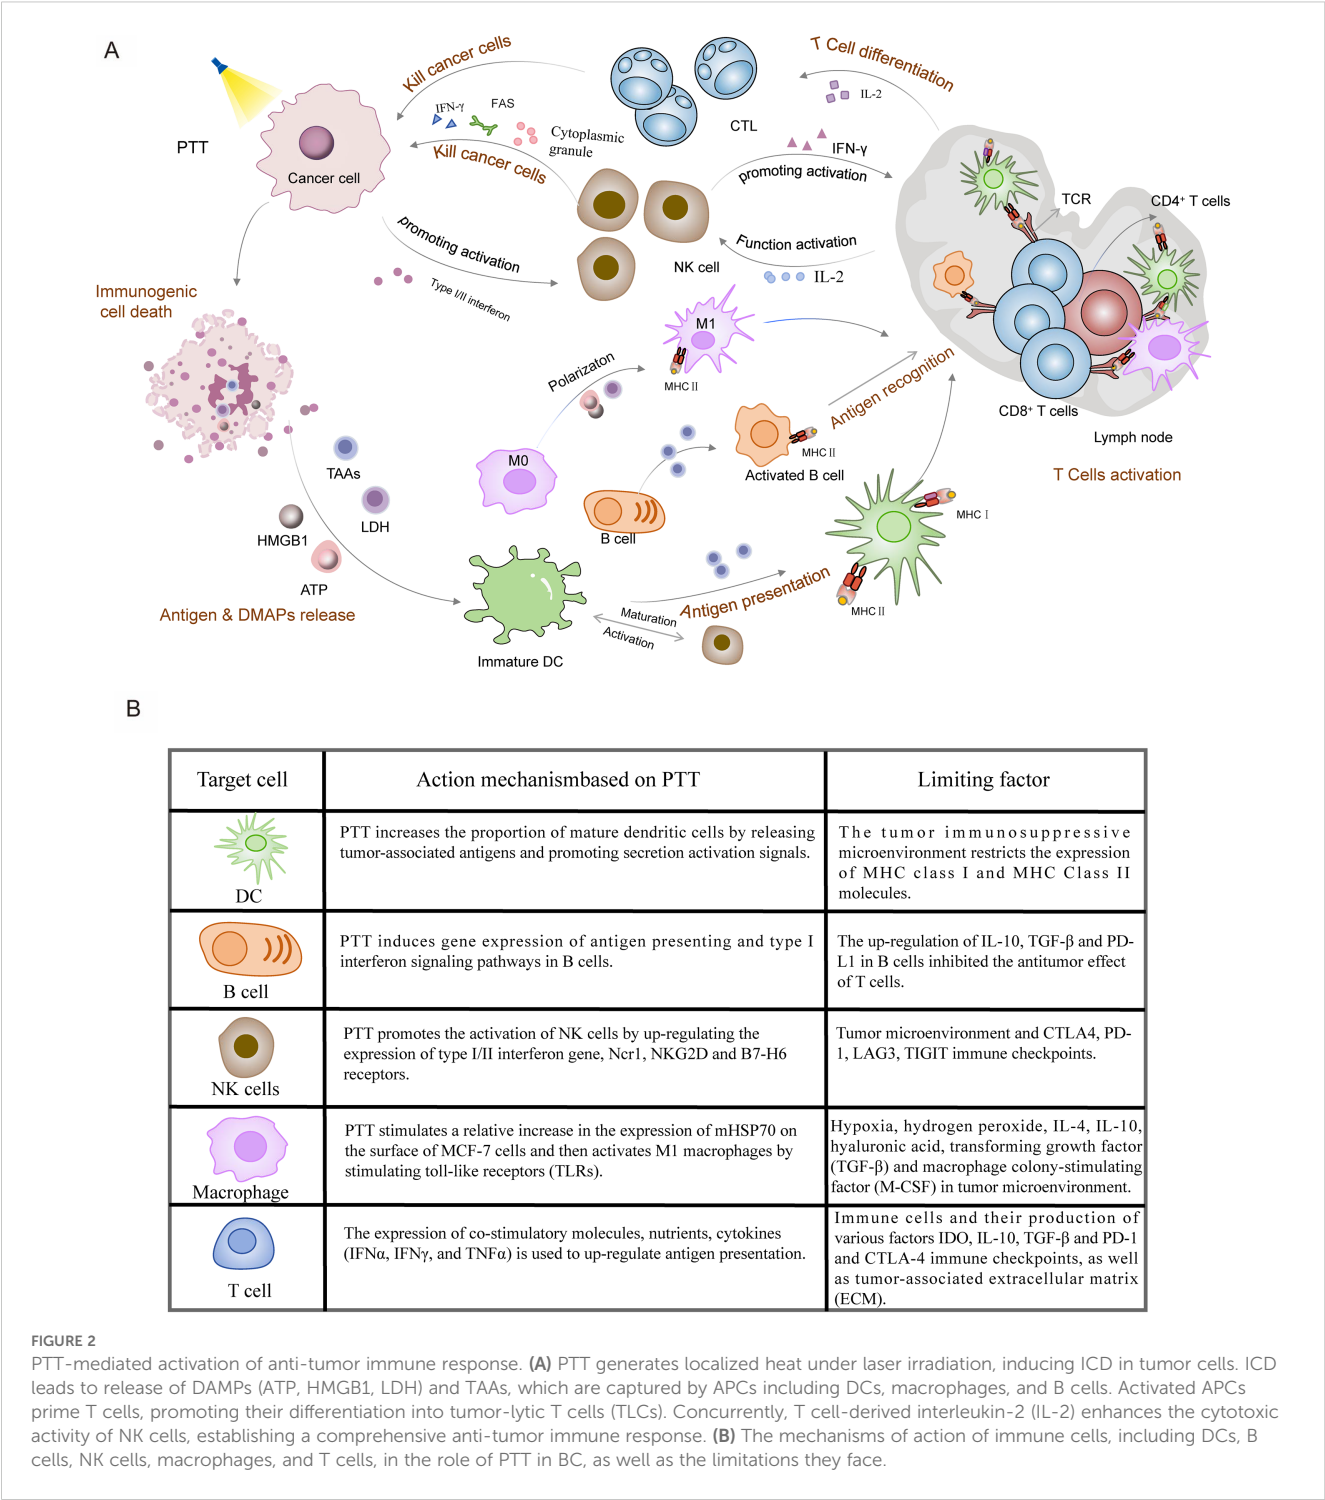 A
PTT
Cancer cell
Kill cancer cells
IFN-γ
FAS
Cytoplasmic
granule
Kill cancer cells
CTL
T Cell differentiation
IL-2
IFN-γ
promoting activation
Function activation
IL-2
NK cell
promoting activation
Type I/II interferon
TCR
CD4⁺ T cells
CD8⁺ T cells
Lymph node
T Cells activation
Immunogenic
cell death
M1
MHC II
Polarizaton
M0
Antigen recognition
MHC II
Activated B cell
B cell
TAAs
LDH
HMGB1
ATP
Antigen & DMAPs release
Immature DC
Maturation
Activation
Antigen presentation
MHC I
MHC II
B
Target cell
Action mechanismbased on PTT
Limiting factor
DC
PTT increases the proportion of mature dendritic cells by releasing
tumor-associated antigens and promoting secretion activation signals.
The tumor immunosuppressive
microenvironment restricts the expression
of MHC class I and MHC Class II
molecules.
B cell
PTT induces gene expression of antigen presenting and type I
interferon signaling pathways in B cells.
The up-regulation of IL-10, TGF-β and PD-
L1 in B cells inhibited the antitumor effect
of T cells.
NK cells
PTT promotes the activation of NK cells by up-regulating the
expression of type I/II interferon gene, Ncr1, NKG2D and B7-H6
receptors.
Tumor microenvironment and CTLA4, PD-
1, LAG3, TIGIT immune checkpoints.
Macrophage
PTT stimulates a relative increase in the expression of mHSP70 on
the surface of MCF-7 cells and then activates M1 macrophages by
stimulating toll-like receptors (TLRs).
Hypoxia, hydrogen peroxide, IL-4, IL-10,
hyaluronic acid, transforming growth factor
(TGF-β) and macrophage colony-stimulating
factor (M-CSF) in tumor microenvironment.
T cell
The expression of co-stimulatory molecules, nutrients, cytokines
(IFNα, IFNγ, and TNFα) is used to up-regulate antigen presentation.
Immune cells and their production of
various factors IDO, IL-10, TGF-β and PD-1
and CTLA-4 immune checkpoints, as well
as tumor-associated extracellular matrix
(ECM).
FIGURE 2
PTT-mediated activation of anti-tumor immune response. (A) PTT generates localized heat under laser irradiation, inducing ICD in tumor cells. ICD
leads to release of DAMPs (ATP, HMGB1, LDH) and TAAs, which are captured by APCs including DCs, macrophages, and B cells. Activated APCs
prime T cells, promoting their differentiation into tumor-lytic T cells (TLCs). Concurrently, T cell-derived interleukin-2 (IL-2) enhances the cytotoxic
activity of NK cells, establishing a comprehensive anti-tumor immune response. (B) The mechanisms of action of immune cells, including DCs, B
cells, NK cells, macrophages, and T cells, in the role of PTT in BC, as well as the limitations they face.